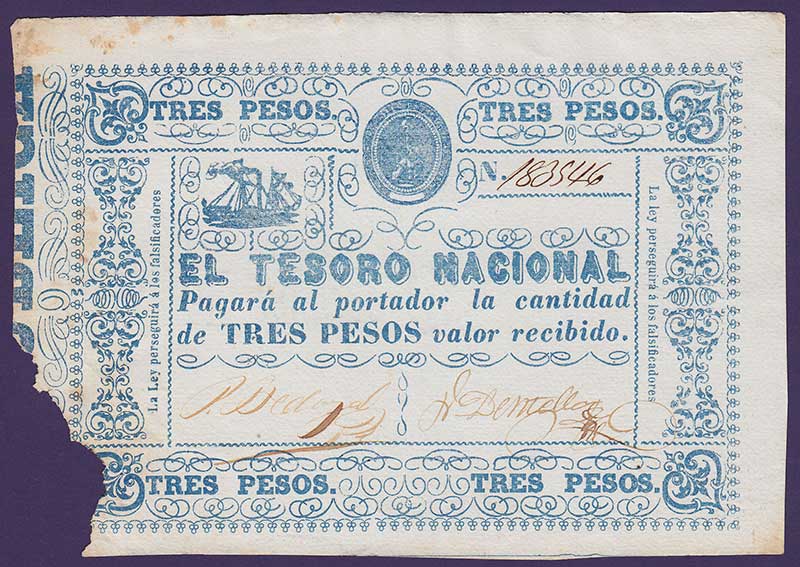 TRES PESOS.
TRES PESOS.
N. 183546
La Ley perseguirá á los falsificadores
La ley perseguirá á los falsificadores
EL TESORO NACIONAL
Pagará al portador la cantidad
de TRES PESOS valor recibido.
TRES PESOS.
TRES PESOS.